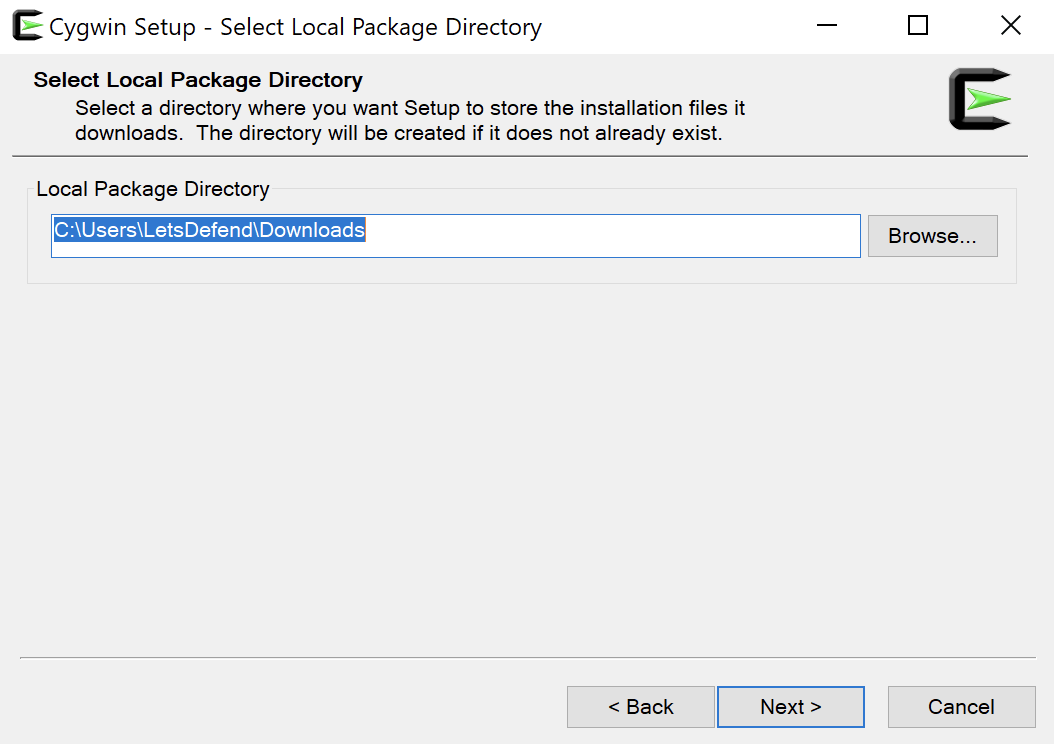 Cygwin Setup - Select Local Package Directory
Select Local Package Directory
Select a directory where you want Setup to store the installation files it
downloads.  The directory will be created if it does not already exist.
Local Package Directory
C:\Users\LetsDefend\Downloads
Browse...
< Back
Next >
Cancel